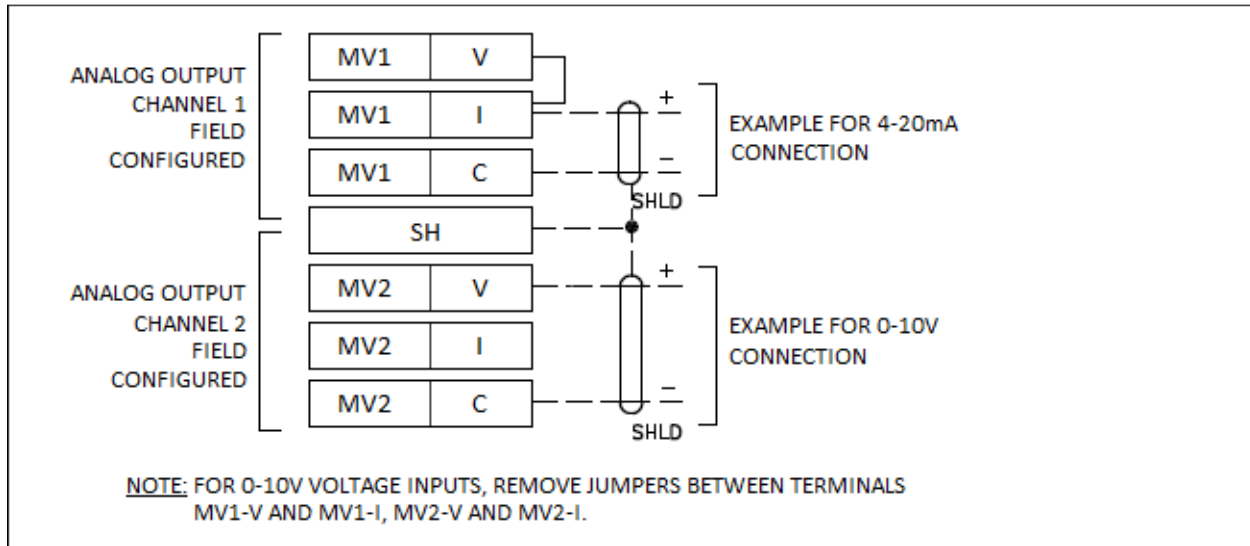 ANALOG OUTPUT
CHANNEL 1
FIELD
CONFIGURED
MV1 V
MV1 I
MV1 C
+
−
SHLD
EXAMPLE FOR 4-20mA
CONNECTION
SH
ANALOG OUTPUT
CHANNEL 2
FIELD
CONFIGURED
MV2 V
MV2 I
MV2 C
+
−
SHLD
EXAMPLE FOR 0-10V
CONNECTION
NOTE: FOR 0-10V VOLTAGE INPUTS, REMOVE JUMPERS BETWEEN TERMINALS
MV1-V AND MV1-I, MV2-V AND MV2-I.